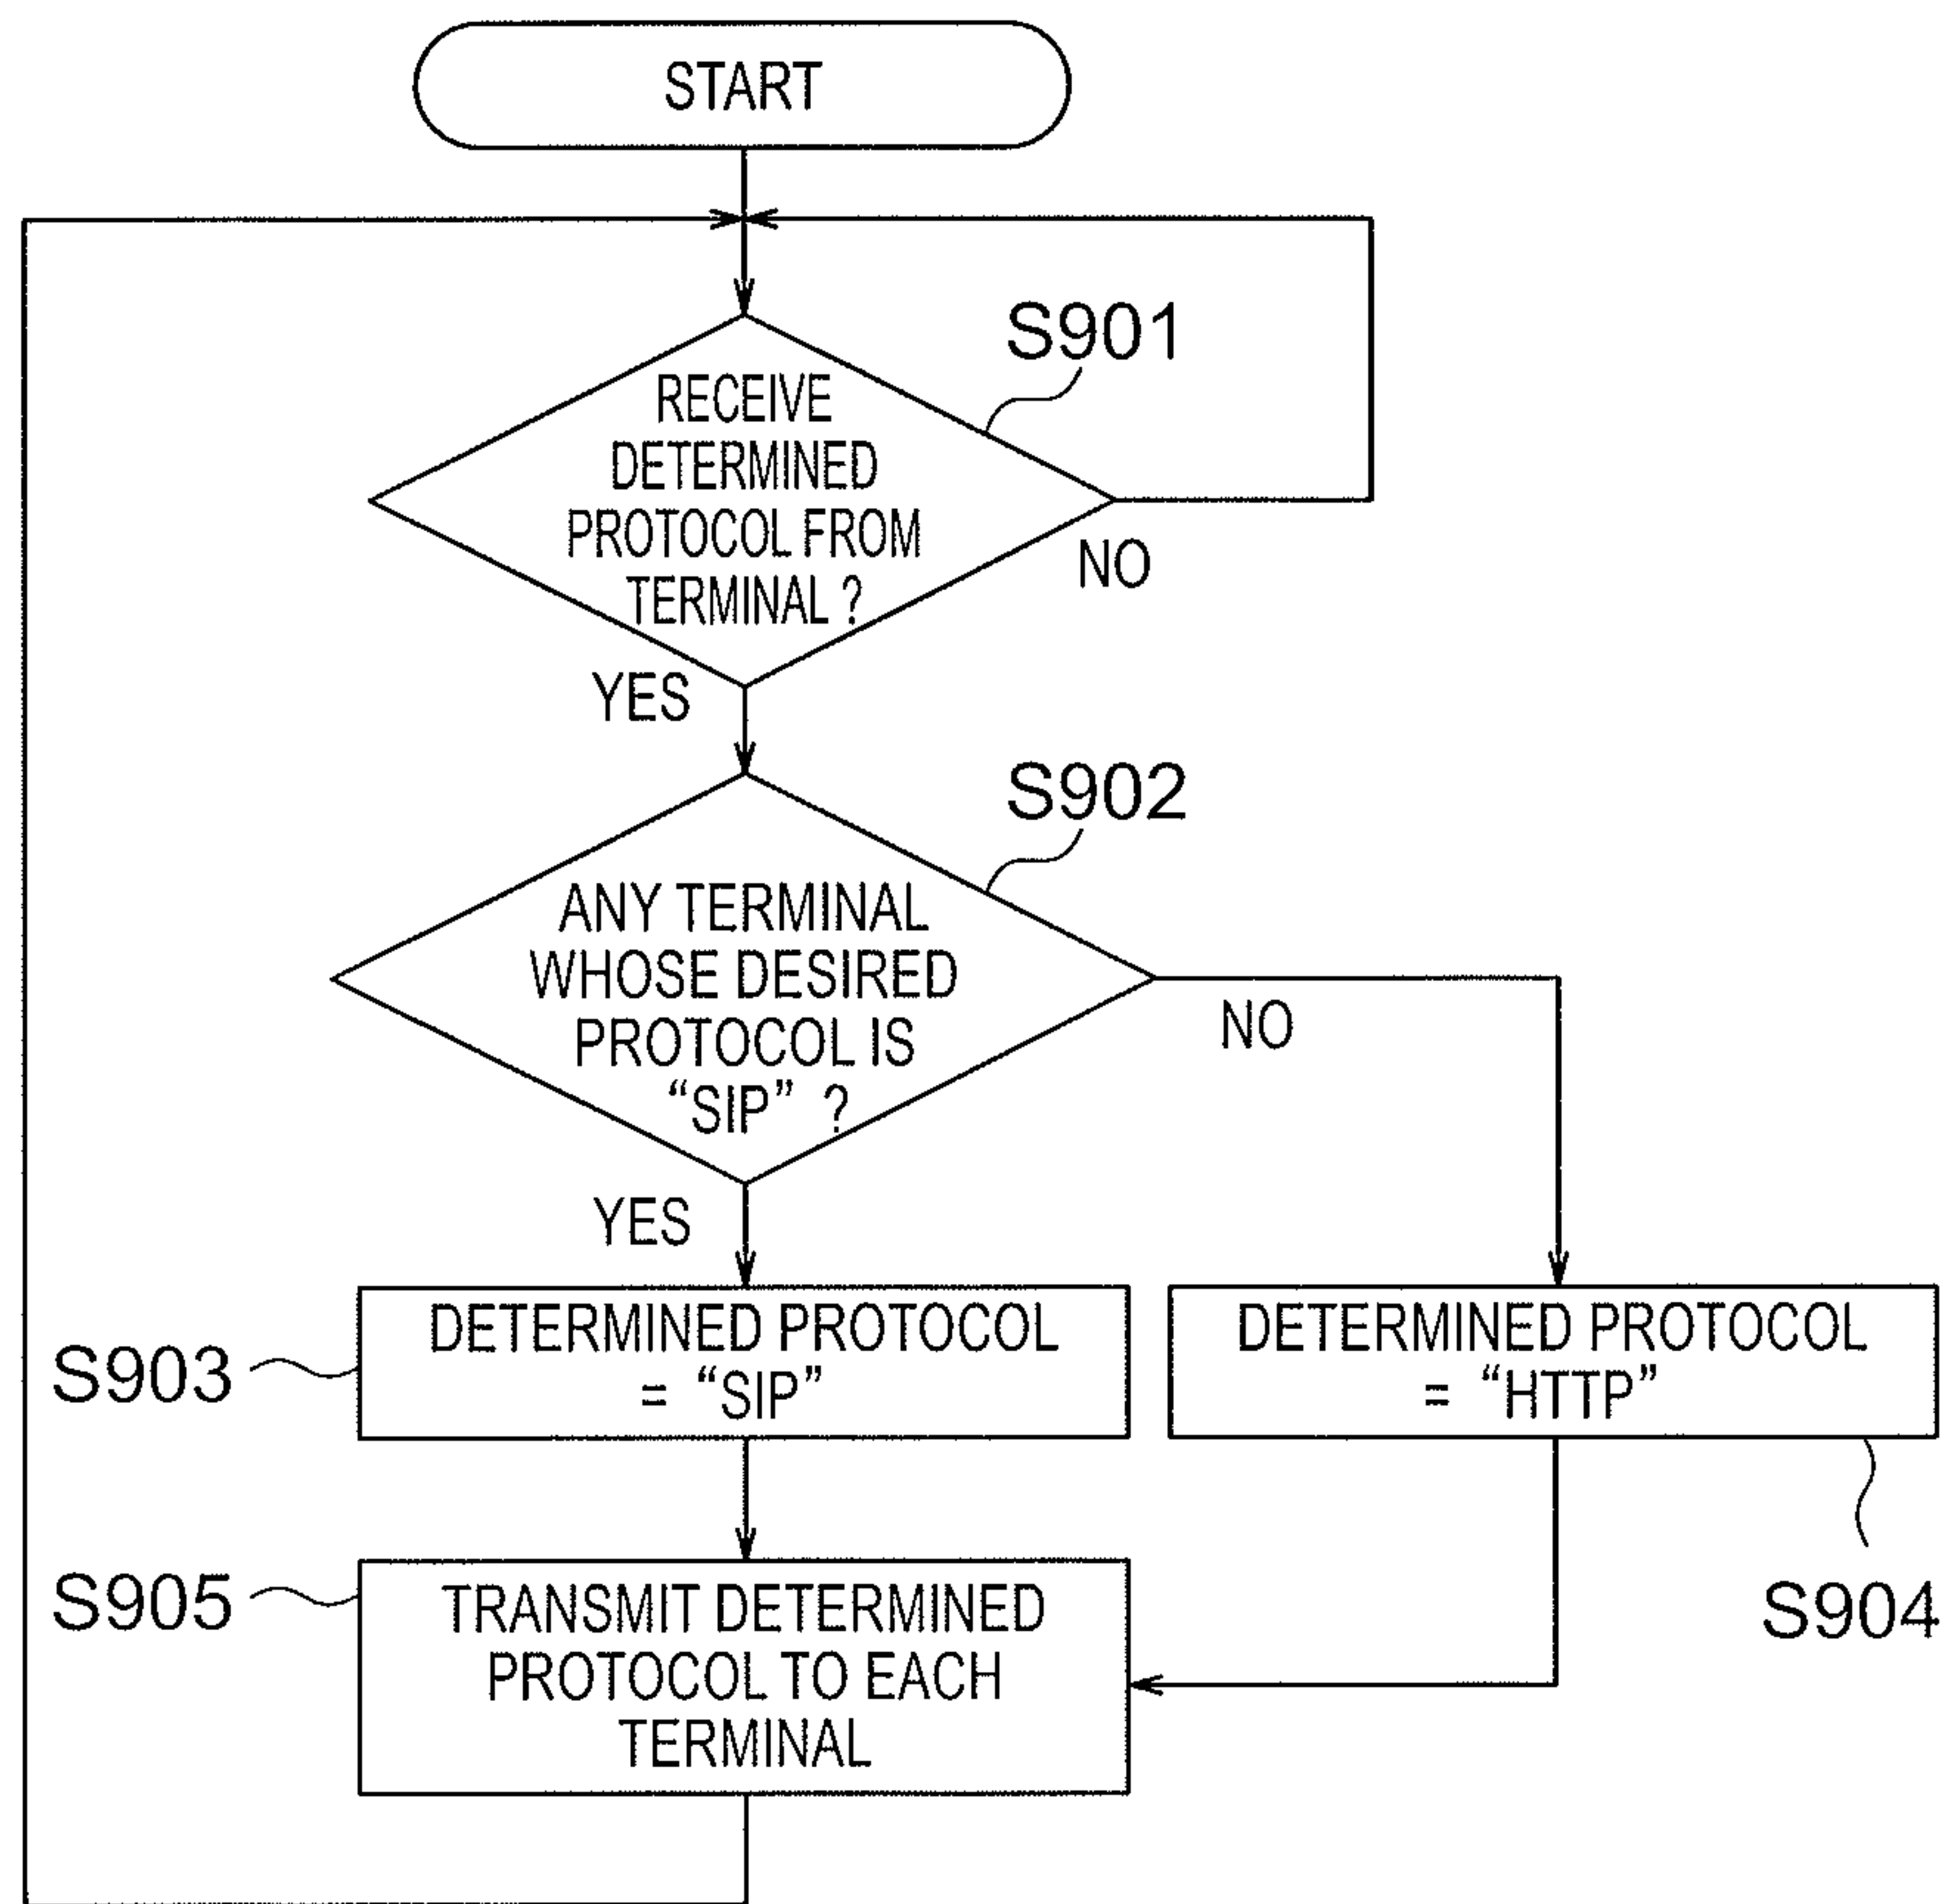 START
S901
RECEIVE
DETERMINED
PROTOCOL FROM
TERMINAL ?
NO
YES
S902
ANY TERMINAL
WHOSE DESIRED
PROTOCOL IS
“SIP” ?
NO
YES
S903
DETERMINED PROTOCOL
= “SIP”
DETERMINED PROTOCOL
= “HTTP”
S904
S905
TRANSMIT DETERMINED
PROTOCOL TO EACH
TERMINAL